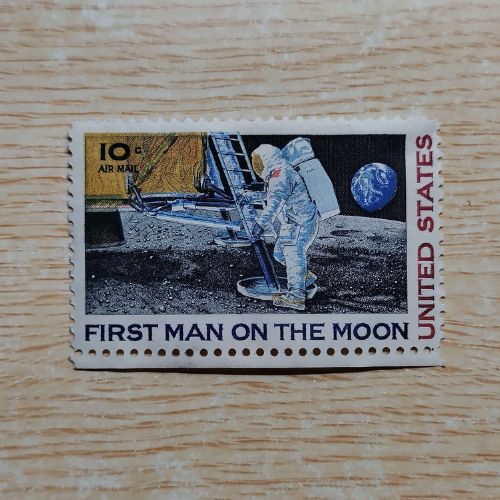 10c
AIR MAIL
FIRST MAN ON THE MOON
UNITED STATES